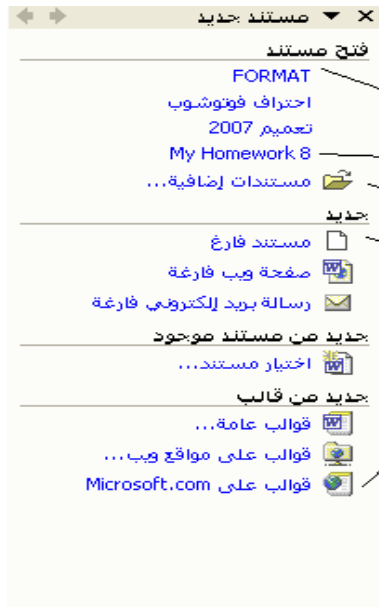 مستند جديد
فتح مستند
FORMAT
احتراف فوتوشوب
تعميم 2007
My Homework 8
مستندات إضافية...
جديد
مستند فارغ
صفحة ويب فارغة
رسالة بريد إلكتروني فارغة
جديد من مستند موجود
اختيار مستند...
جديد من قالب
قوالب عامة...
قوالب على مواقع ويب...
قوالب على Microsoft.com